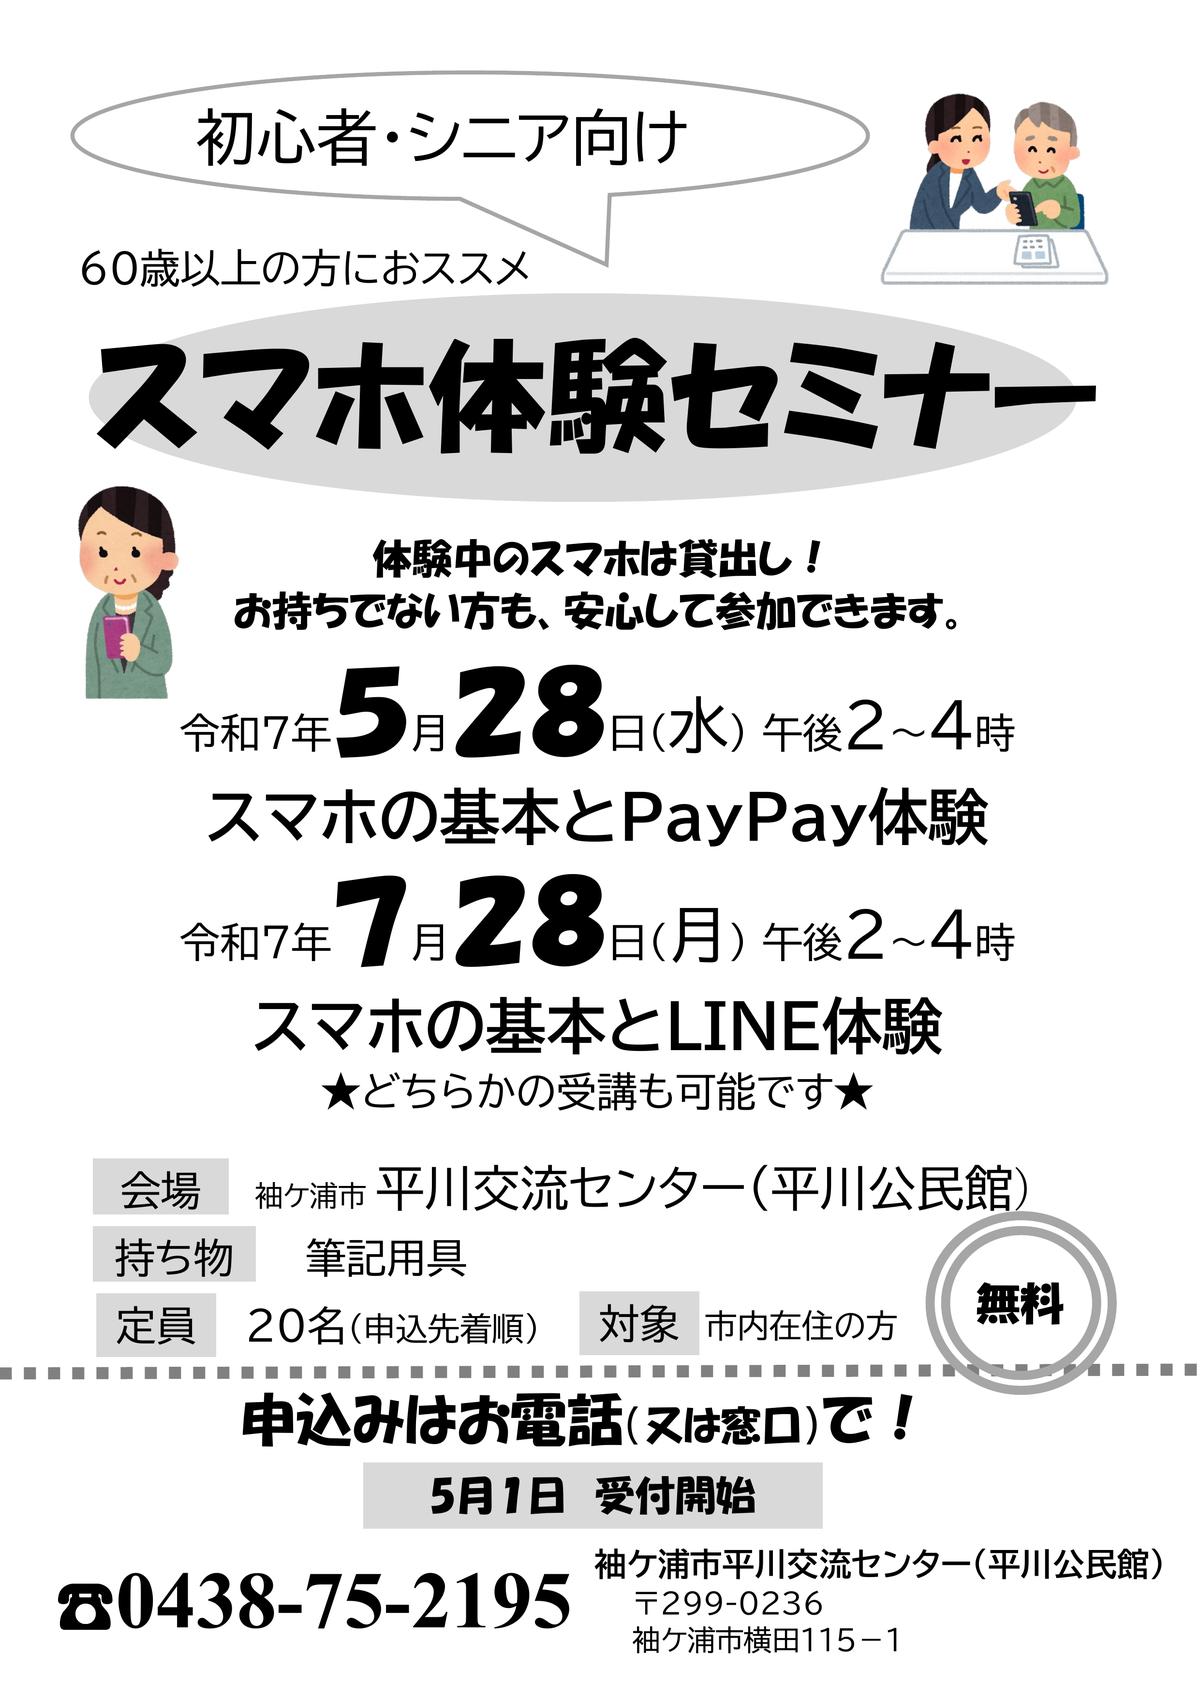 初心者・シニア向け
60歳以上の方におススメ
スマホ体験セミナー
体験中のスマホは貸出し！
お持ちでない方も、安心して参加できます。
令和7年5月28日(水) 午後2～4時
スマホの基本とPayPay体験
令和7年7月28日(月) 午後2～4時
スマホの基本とLINE体験
★どちらかの受講も可能です★
会場 袖ケ浦市 平川交流センター(平川公民館)
持ち物 筆記用具
定員 20名(申込先着順) 対象 市内在住の方
無料
申込みはお電話(又は窓口)で！
5月1日 受付開始
☎0438-75-2195
袖ケ浦市平川交流センター(平川公民館)
〒299-0236
袖ケ浦市横田115－1